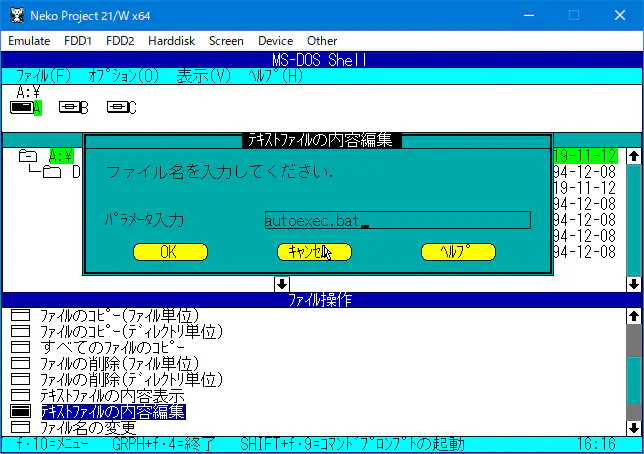 Neko Project 21/W x64
Emulate FDD1 FDD2 Harddisk Screen Device Other
MS-DOS Shell
ﾌｧｲﾙ(F) ｵﾌﾟｼｮﾝ(O) 表示(V) ﾍﾙﾌﾟ(H)
A:¥
A B C
ﾃｷｽﾄﾌｧｲﾙの内容編集
A:¥
D
ファイル名を入力してください.
ﾊﾟﾗﾒｰﾀ入力 autoexec.bat_
OK ｷｬﾝｾﾙ ﾍﾙﾌﾟ
19-11-12
94-12-08
19-11-12
94-12-08
94-12-08
94-12-08
94-12-08
ﾌｧｲﾙ操作
ﾌｧｲﾙのｺﾋﾟｰ(ﾌｧｲﾙ単位)
ﾌｧｲﾙのｺﾋﾟｰ(ﾃﾞｨﾚｸﾄﾘ単位)
すべてのﾌｧｲﾙのｺﾋﾟｰ
ﾌｧｲﾙの削除(ﾌｧｲﾙ単位)
ﾌｧｲﾙの削除(ﾃﾞｨﾚｸﾄﾘ単位)
ﾃｷｽﾄﾌｧｲﾙの内容表示
ﾃｷｽﾄﾌｧｲﾙの内容編集
ﾌｧｲﾙ名の変更
f･10=ﾒﾆｭｰ GRPH+f･4=終了 SHIFT+f･9=ｺﾏﾝﾄﾞﾌﾟﾛﾝﾌﾟﾄの起動 16:16